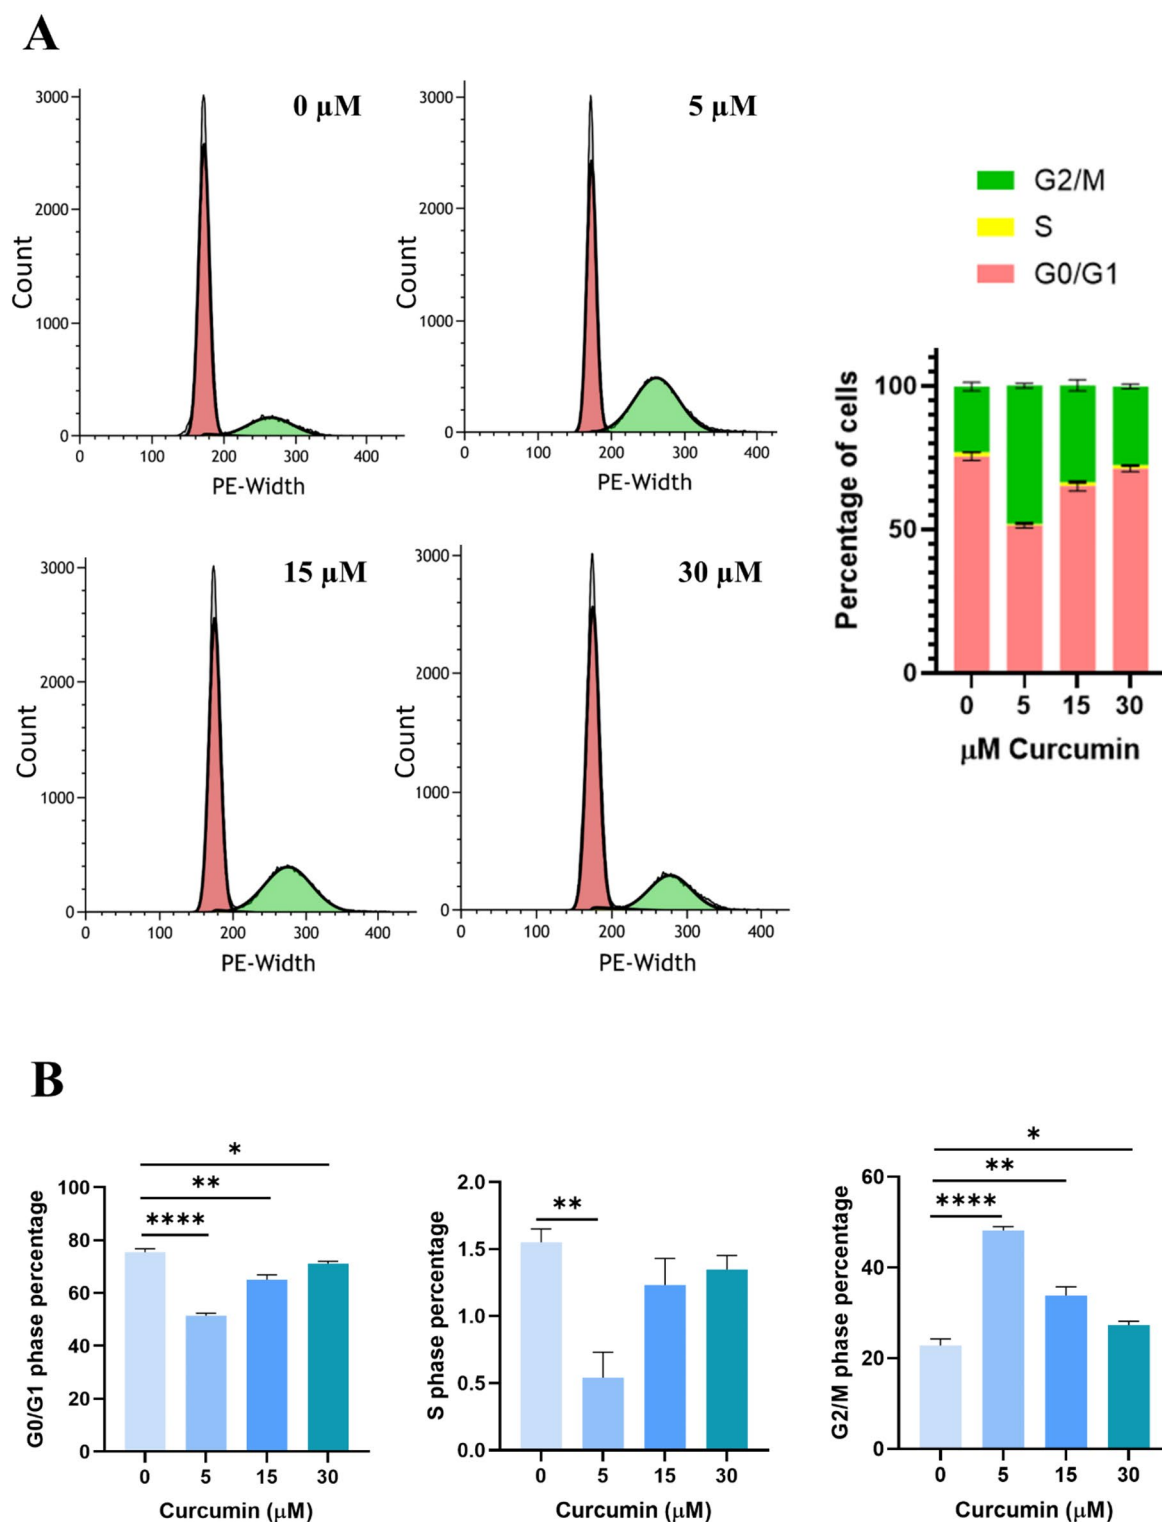 A
0 μM
3000
2000
1000
0
Count
0 100 200 300 400
PE-Width
5 μM
3000
2000
1000
0
Count
0 100 200 300 400
PE-Width
G2/M
S
G0/G1
Percentage of cells
100
50
0
0 5 15 30
μM Curcumin
15 μM
3000
2000
1000
0
Count
0 100 200 300 400
PE-Width
30 μM
3000
2000
1000
0
Count
0 100 200 300 400
PE-Width
B
*
**
****
G0/G1 phase percentage
100
80
60
40
20
0
0 5 15 30
Curcumin (μM)
**
S phase percentage
2.0
1.5
1.0
0.5
0.0
0 5 15 30
Curcumin (μM)
*
**
****
G2/M phase percentage
60
40
20
0
0 5 15 30
Curcumin (μM)